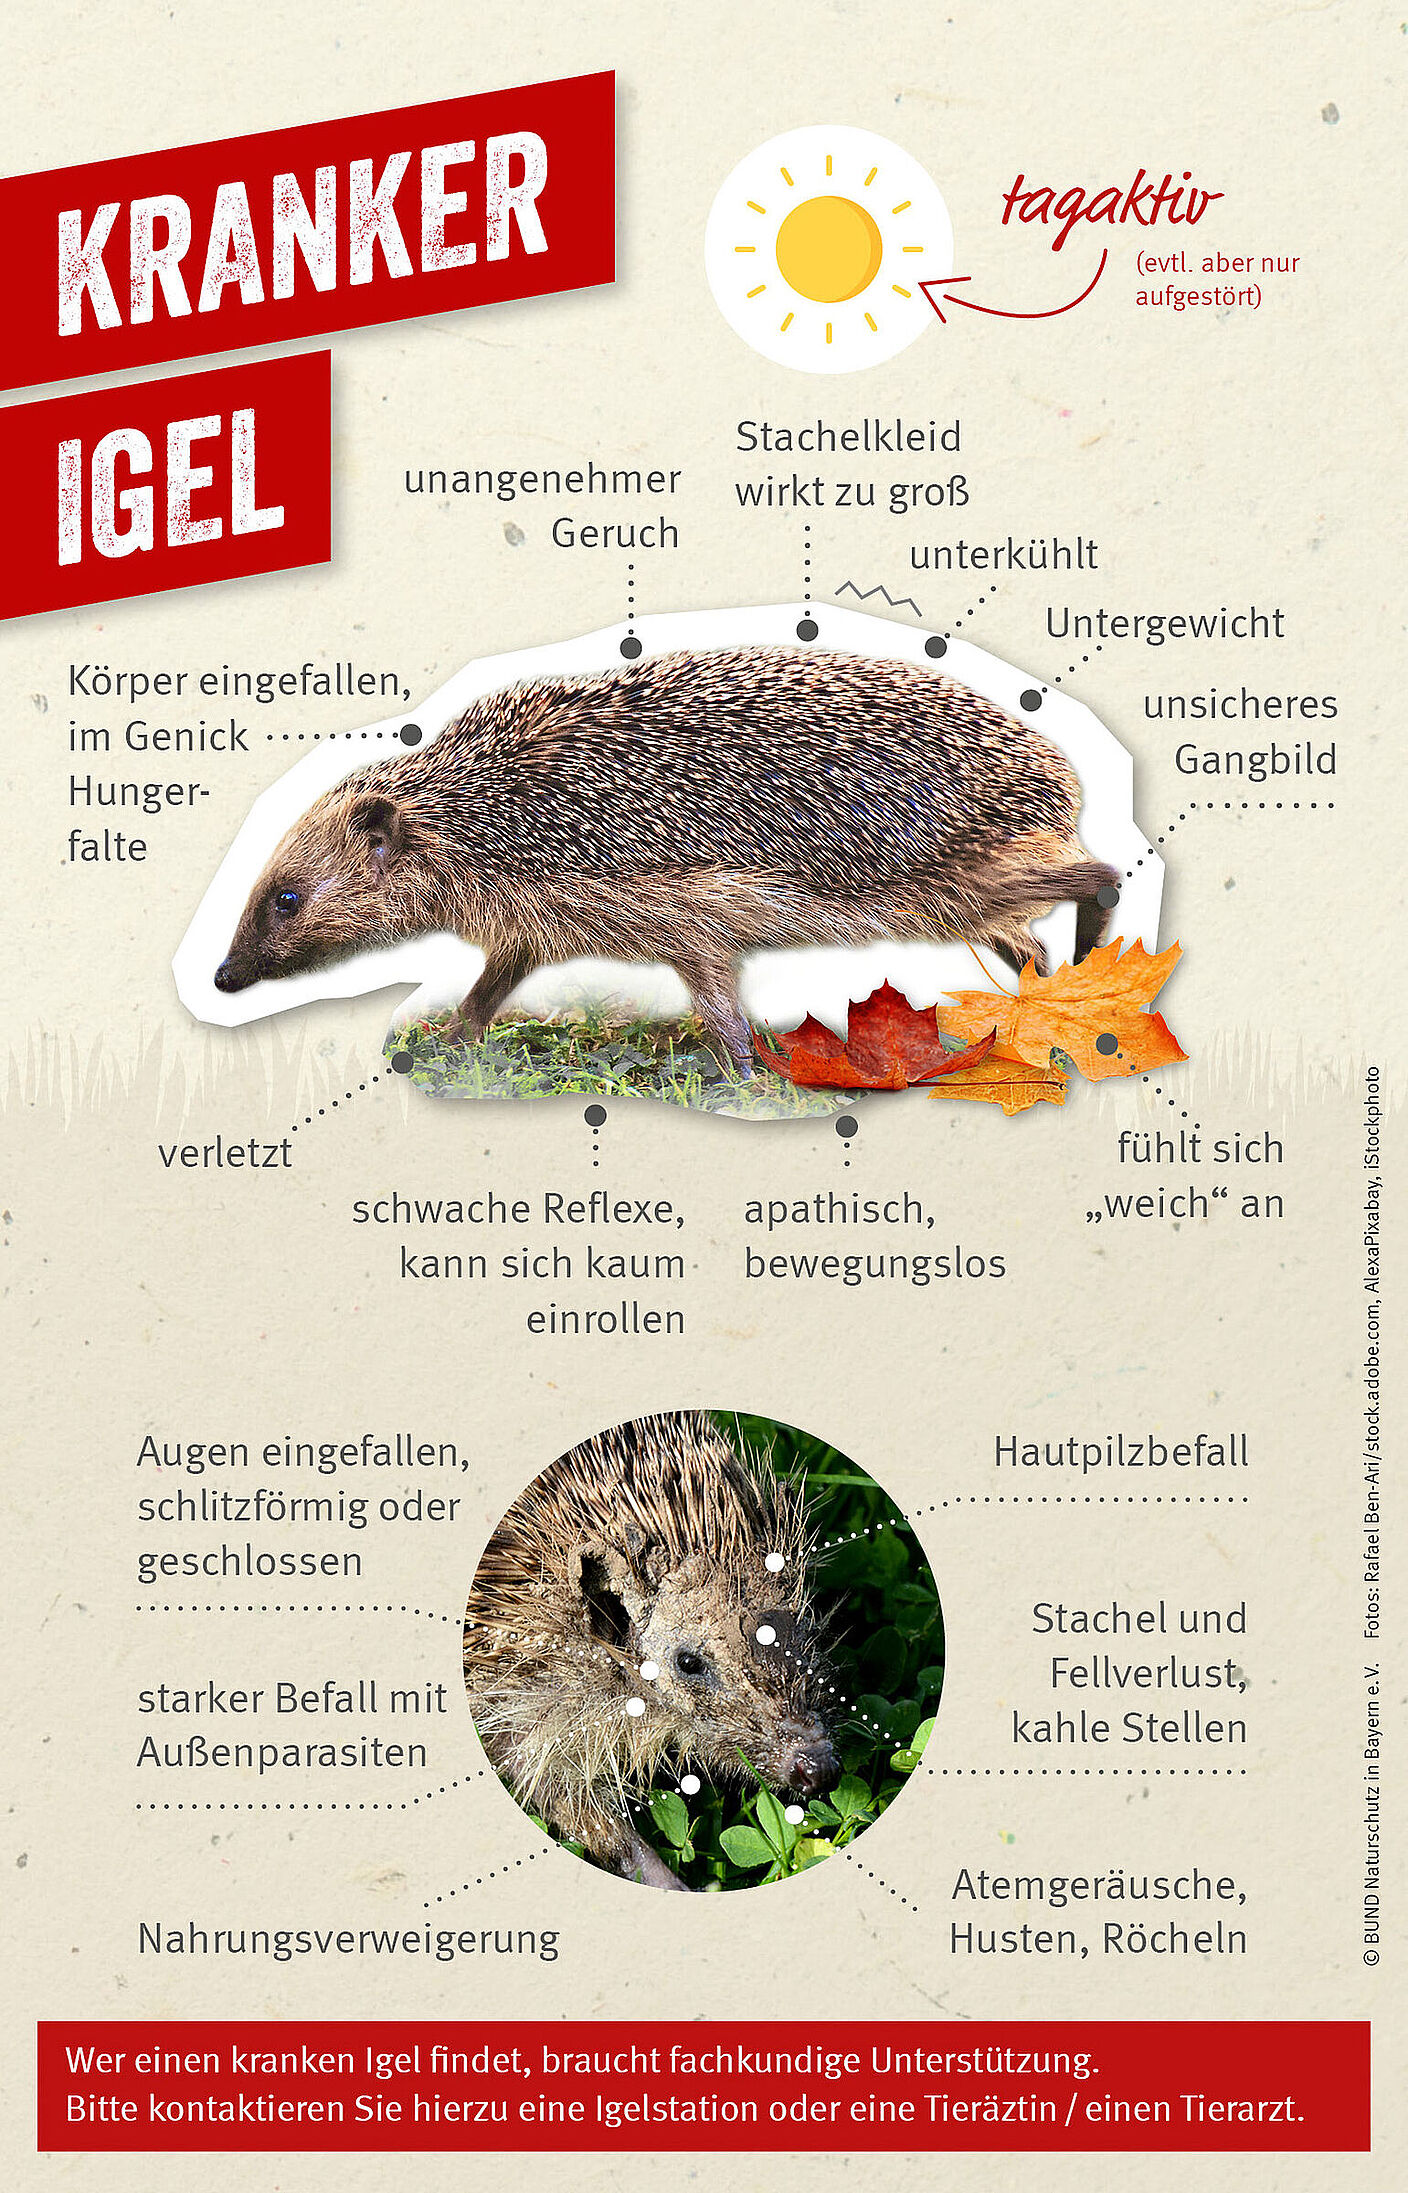 KRANKER
IGEL
tagaktiv
(evtl. aber nur
aufgestört)
unangenehmer
Geruch
Stachelkleid
wirkt zu groß
unterkühlt
Untergewicht
unsicheres
Gangbild
Körper eingefallen,
im Genick
Hunger-
falte
verletzt
schwache Reflexe,
kann sich kaum
einrollen
apathisch,
bewegungslos
fühlt sich
„weich“ an
Augen eingefallen,
schlitzförmig oder
geschlossen
Hautpilzbefall
starker Befall mit
Außenparasiten
Stachel und
Fellverlust,
kahle Stellen
Nahrungsverweigerung
Atemgeräusche,
Husten, Röcheln
© BUND Naturschutz in Bayern e. V. Fotos: Rafael Ben-Ari/stock.adobe.com, AlexaPixabay, iStockphoto
Wer einen kranken Igel findet, braucht fachkundige Unterstützung.
Bitte kontaktieren Sie hierzu eine Igelstation oder eine Tieräztin / einen Tierarzt.